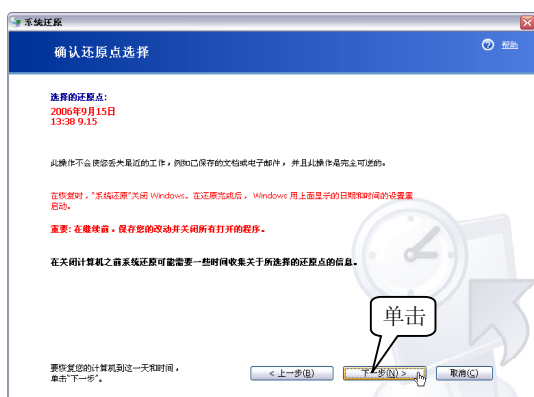 系统还原
确认还原点选择
帮助
选择的还原点:
2006年9月15日
13:38 9.15
此操作不会使您丢失最近的工作，例如已保存的文档或电子邮件，并且此操作是完全可逆的。
在恢复时，"系统还原"关闭 Windows。在还原完成后， Windows 用上面显示的日期和时间的设置重
启动。
重要: 在继续前，保存您的改动并关闭所有打开的程序。
在关闭计算机之前系统还原可能需要一些时间收集关于所选择的还原点的信息。
单击
要恢复您的计算机到这一天和时间，
单击"下一步"。
< 上一步(B)
下一步(N) >
取消(C)